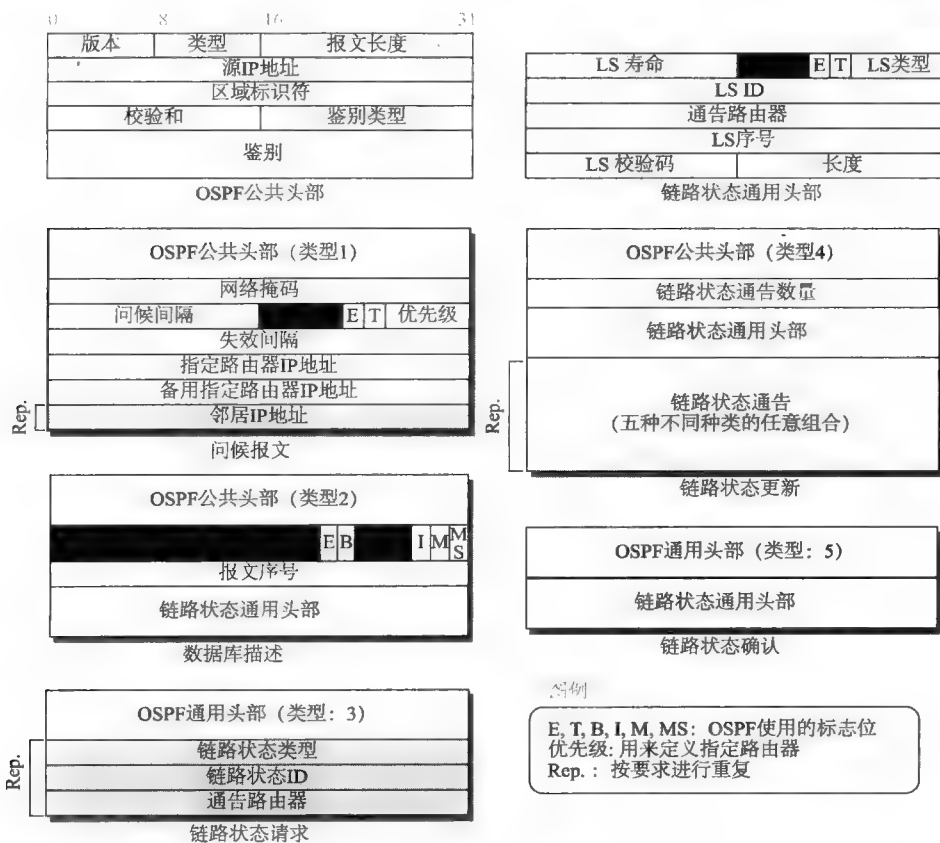 0 8 16 31
版本 类型 报文长度
源IP地址
区域标识符
校验和 鉴别类型
鉴别
OSPF公共头部
LS 寿命 E T LS类型
LS ID
通告路由器
LS序号
LS 校验码 长度
链路状态通用头部
OSPF公共头部（类型1）
网络掩码
问候间隔 E T 优先级
失效间隔
指定路由器IP地址
备用指定路由器IP地址
Rep. 邻居IP地址
问候报文
OSPF公共头部（类型4）
链路状态通告数量
链路状态通用头部
Rep. 链路状态通告
（五种不同种类的任意组合）
链路状态更新
OSPF公共头部（类型2）
E B I M MS
报文序号
链路状态通用头部
数据库描述
OSPF通用头部（类型：5）
链路状态通用头部
链路状态确认
OSPF通用头部（类型：3）
Rep. 链路状态类型
链路状态ID
通告路由器
链路状态请求
图例
E, T, B, I, M, MS：OSPF使用的标志位
优先级: 用来定义指定路由器
Rep.：按要求进行重复